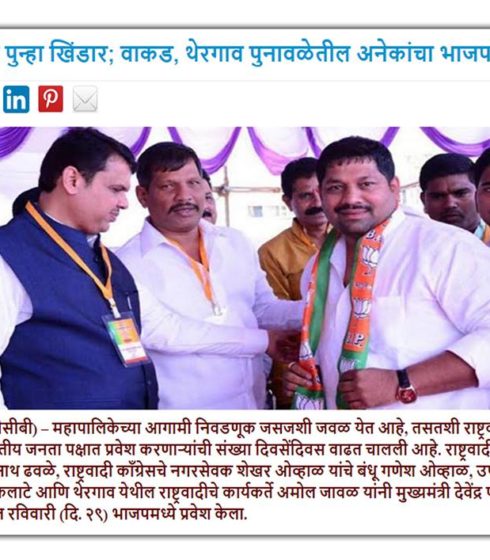 पुन्हा खिंडार; वाकड, थेरगाव पुनावळेतील अनेकांचा भाजप
in
B.J.P.
सीबी) – महापालिकेच्या आगामी निवडणूक जसजशी जवळ येत आहे, तसतशी राष्ट्र
तीय जनता पक्षात प्रवेश करणाऱ्यांची संख्या दिवसेंदिवस वाढत चालली आहे. राष्ट्रवादी
नाथ ढवळे, राष्ट्रवादी काँग्रेसचे नगरसेवक शेखर ओव्हाळ यांचे बंधू गणेश ओव्हाळ, उप
कलाटे आणि थेरगाव येथील राष्ट्रवादीचे कार्यकर्ते अमोल जावळ यांनी मुख्यमंत्री देवेंद्र
रविवारी (दि. २९) भाजपमध्ये प्रवेश केला.